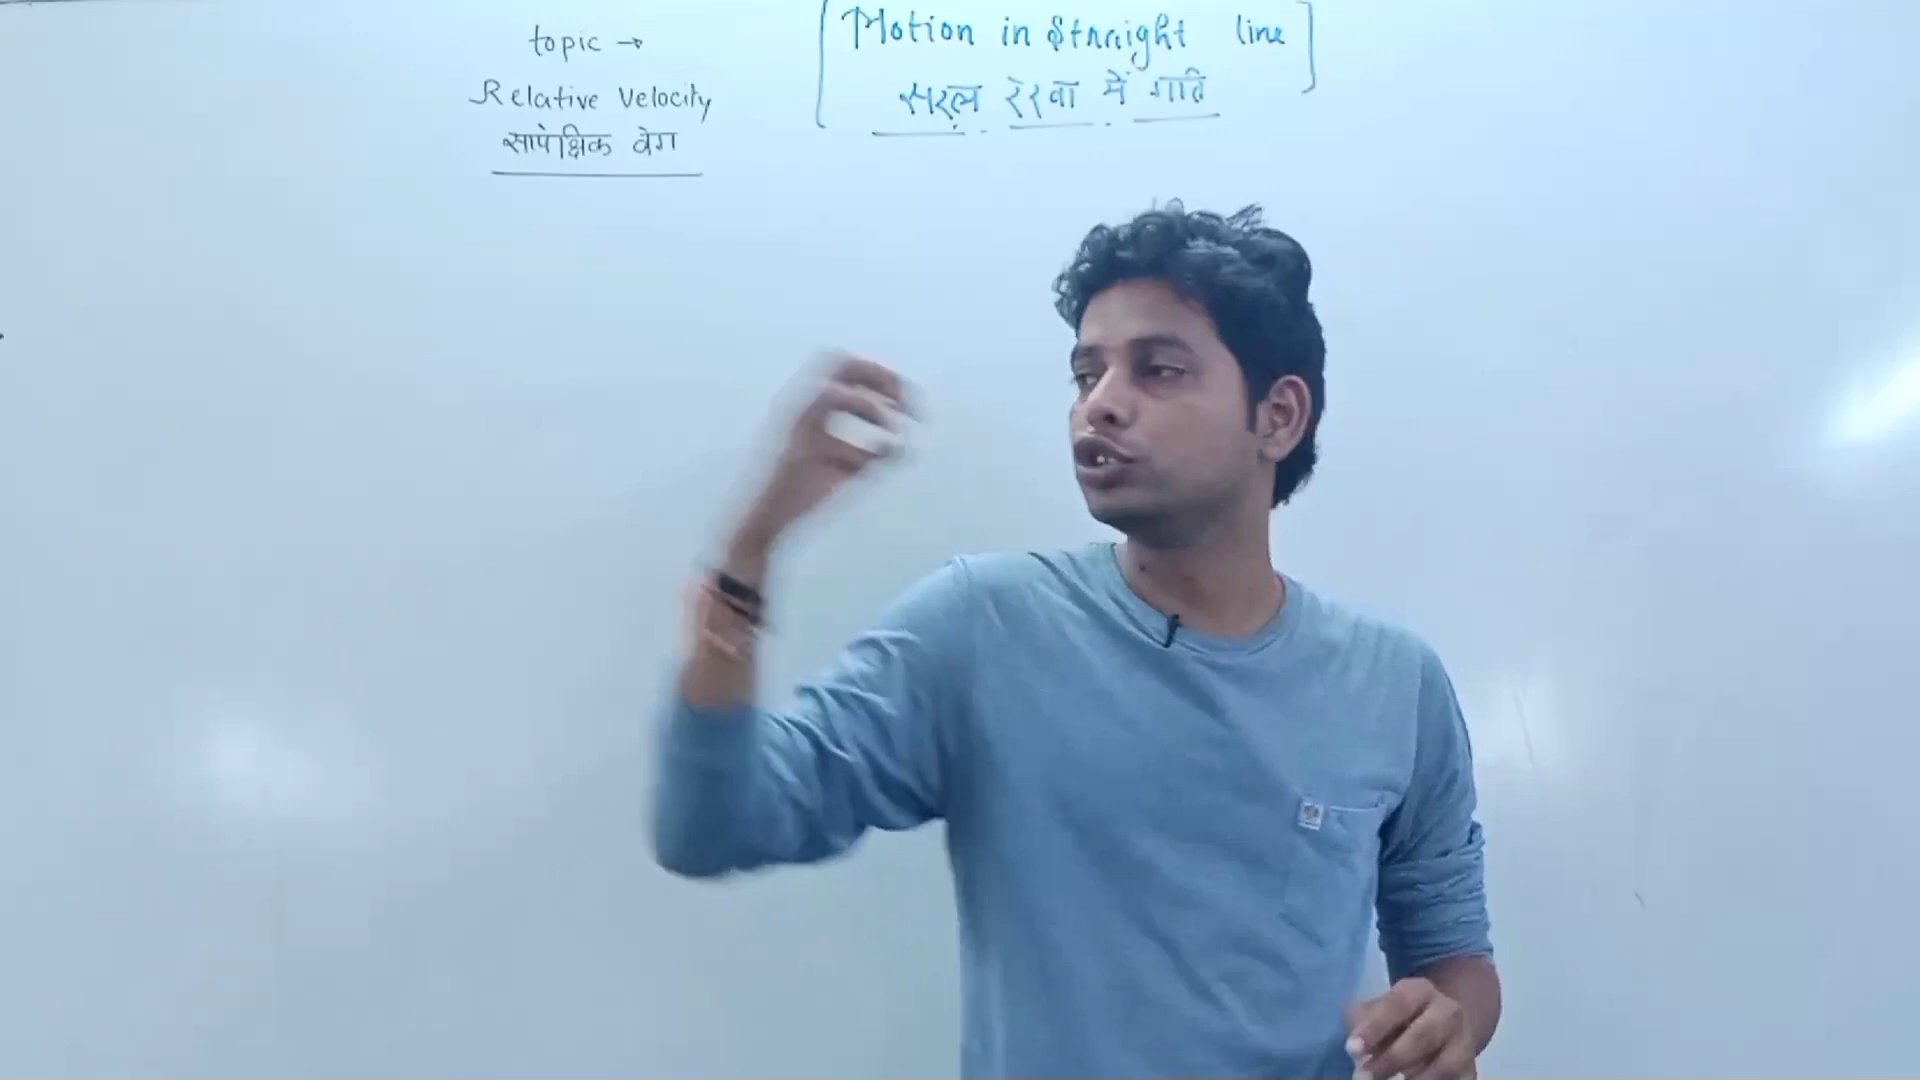 topic →
Relative Velocity
सापेक्षिक वेग
[Motion in Straight line]
सरल रेखा में गति